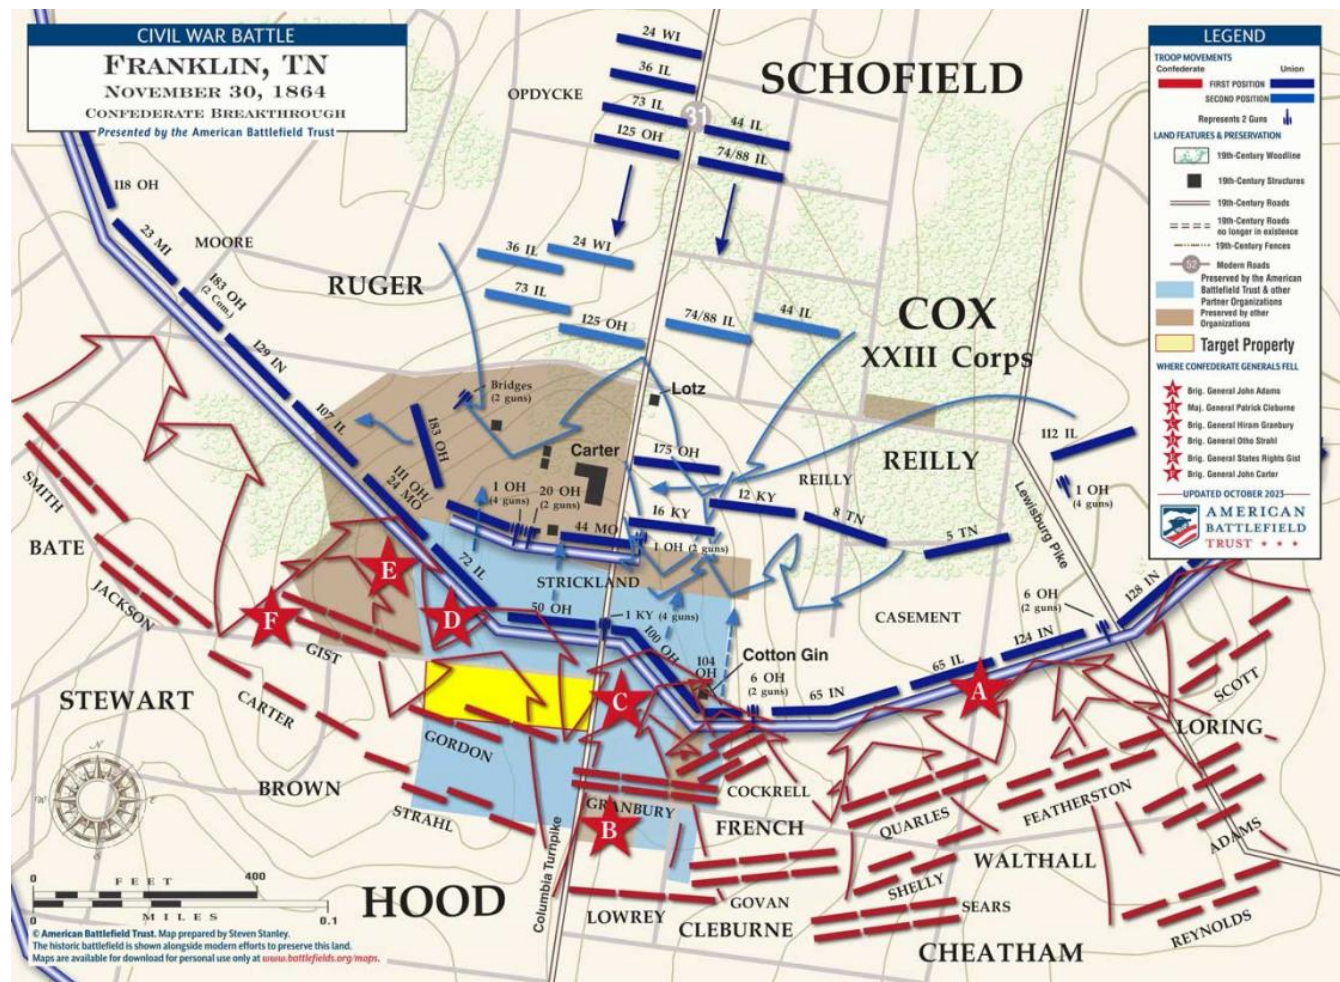 CIVIL WAR BATTLE
FRANKLIN, TN
NOVEMBER 30, 1864
CONFEDERATE BREAKTHROUGH
Presented by the American Battlefield Trust
24 WI
36 IL
OPDYCKE
73 IL
31
44 IL
125 OH
74/88 IL
SCHOFIELD
118 OH
23 MI
MOORE
183 OH
(2 Com.)
RUGER
36 IL
24 WI
73 IL
125 OH
74/88 IL
44 IL
COX
XXIII Corps
129 IN
107 IL
Bridges
(2 guns)
Lotz
183 OH
Carter
175 OH
REILLY
REILLY
112 IL
111 OH/
24 MO
1 OH
(4 guns)
20 OH
(2 guns)
12 KY
8 TN
5 TN
1 OH
(4 guns)
Lewisburg Pike
44 MO
16 KY
1 OH (2 guns)
SMITH
BATE
JACKSON
72 IL
STRICKLAND
50 OH
1 KY (4 guns)
100 OH
CASEMENT
6 OH
(2 guns)
128 IN
124 IN
65 IL
65 IN
104
OH
Cotton Gin
6 OH
(2 guns)
E
F
D
C
A
B
GIST
STEWART
CARTER
GORDON
BROWN
STRAHL
GRANBURY
COCKRELL
FRENCH
QUARLES
FEATHERSTON
SCOTT
LORING
ADAMS
WALTHALL
SHELLY
SEARS
REYNOLDS
HOOD
Columbia Turnpike
LOWREY
GOVAN
CLEBURNE
CHEATHAM
N
E
S
W
FEET
0
400
MILES
0
0.1
© American Battlefield Trust. Map prepared by Steven Stanley.
The historic battlefield is shown alongside modern efforts to preserve this land.
Maps are available for download for personal use only at www.battlefields.org/maps.
LEGEND
TROOP MOVEMENTS
Confederate
Union
FIRST POSITION
SECOND POSITION
Represents 2 Guns
LAND FEATURES & PRESERVATION
19th-Century Woodline
19th-Century Structures
19th-Century Roads
19th-Century Roads
no longer in existence
19th-Century Fences
52
Modern Roads
Preserved by the American
Battlefield Trust & other
Partner Organizations
Preserved by other
Organizations
Target Property
WHERE CONFEDERATE GENERALS FELL
Brig. General John Adams
Maj. General Patrick Cleburne
Brig. General Hiram Granbury
Brig. General Otho Strahl
Brig. General States Rights Gist
Brig. General John Carter
UPDATED OCTOBER 2023
AMERICAN
BATTLEFIELD
TRUST